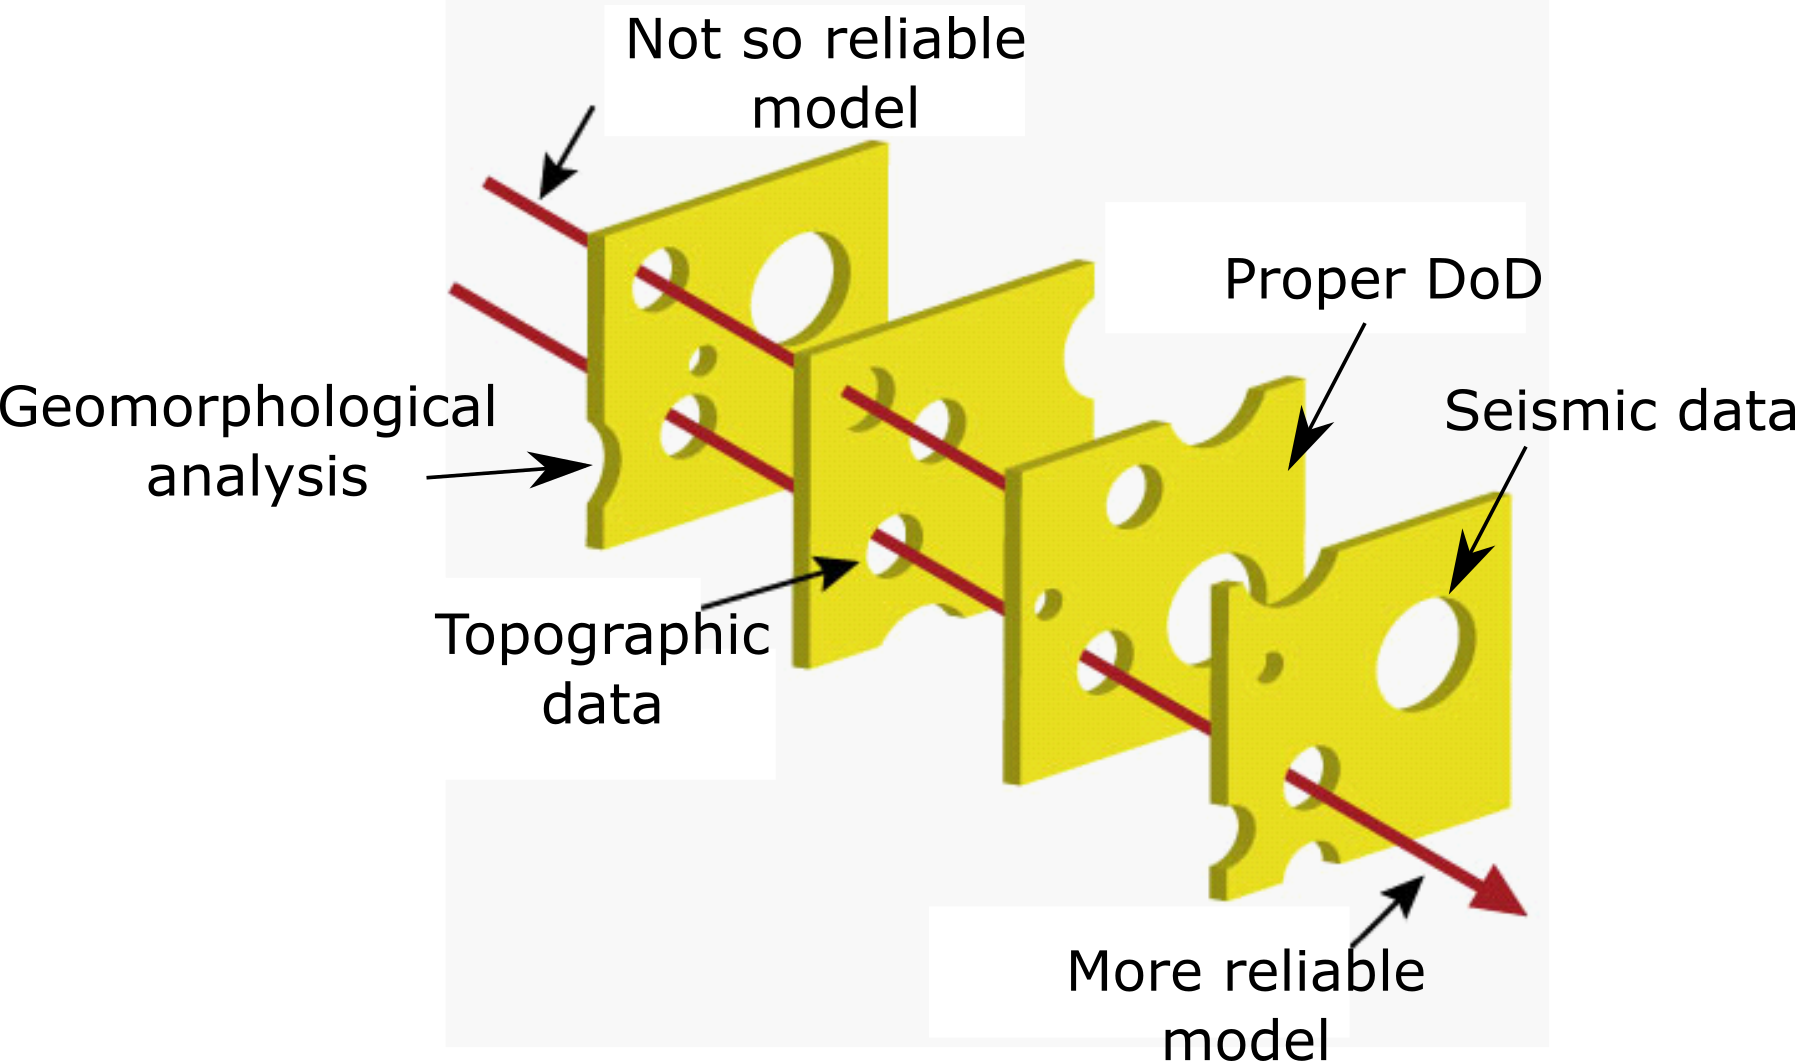 Not so reliable
model
Proper DoD
Geomorphological
analysis
Seismic data
Topographic
data
More reliable
model